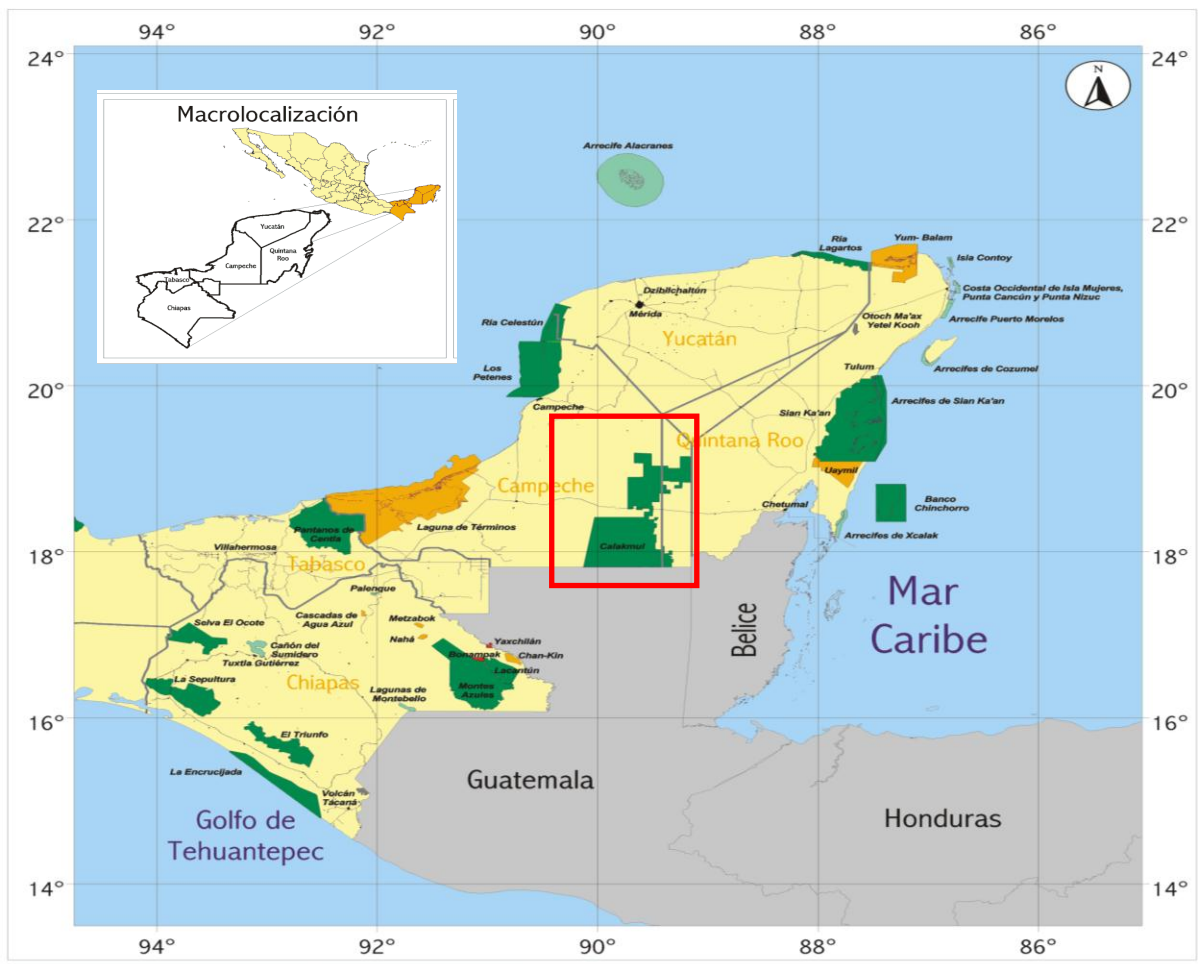 94°
92°
90°
88°
86°
24°
24°
N
Macrolocalización
Yucatán
Quintana
Roo
Campeche
Tabasco
Chiapas
Arrecife Alacranes
22°
22°
Ría
Lagartos
Yum- Balam
Isla Contoy
Costa Occidental de Isla Mujeres,
Punta Cancún y Punta Nizuc
Arrecife Puerto Morelos
Dzibilchaltún
Mérida
Otoch Ma'ax
Yetel Kooh
Ría Celestún
Yucatán
Los
Petenes
Tulum
Arrecifes de Cozumel
20°
20°
Campeche
Sian Ka'an
Arrecifes de Sian Ka'an
Quintana Roo
Uaymil
Campeche
Chetumal
Banco
Chinchorro
Laguna de Términos
Pantanos de
Centla
Arrecifes de Xcalak
Calakmul
Villahermosa
18°
18°
Tabasco
Palenque
Mar
Caribe
Belice
Cascadas de
Agua Azul
Metzabok
Selva El Ocote
Nahá
Yaxchilán
Cañón del
Sumidero
Bonampak
Chan-Kin
Tuxtla Gutiérrez
Lacantún
La Sepultura
Chiapas
Lagunas de
Montebello
Montes
Azules
16°
16°
El Triunfo
La Encrucijada
Guatemala
Volcán
Tácaná
Honduras
Golfo de
Tehuantepec
14°
14°
94°
92°
90°
88°
86°